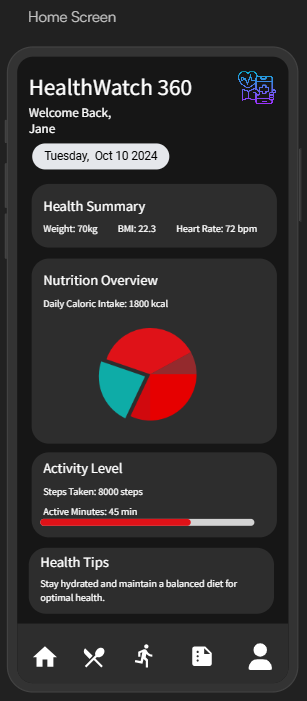 Home Screen
HealthWatch 360
Welcome Back,
Jane
Tuesday, Oct 10 2024
Health Summary
Weight: 70kg BMI: 22.3 Heart Rate: 72 bpm
Nutrition Overview
Daily Caloric Intake: 1800 kcal
Activity Level
Steps Taken: 8000 steps
Active Minutes: 45 min
Health Tips
Stay hydrated and maintain a balanced diet for
optimal health.